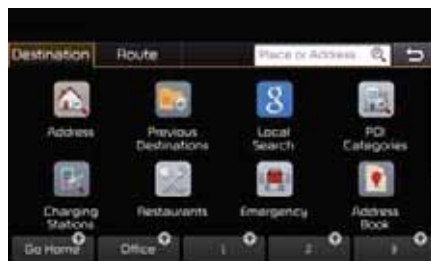 Destination Route Place or Address
Address Previous Destinations Local Search POI Categories
Charging Stations Restaurants Emergency Address Book
Go Home Office 1 2 3